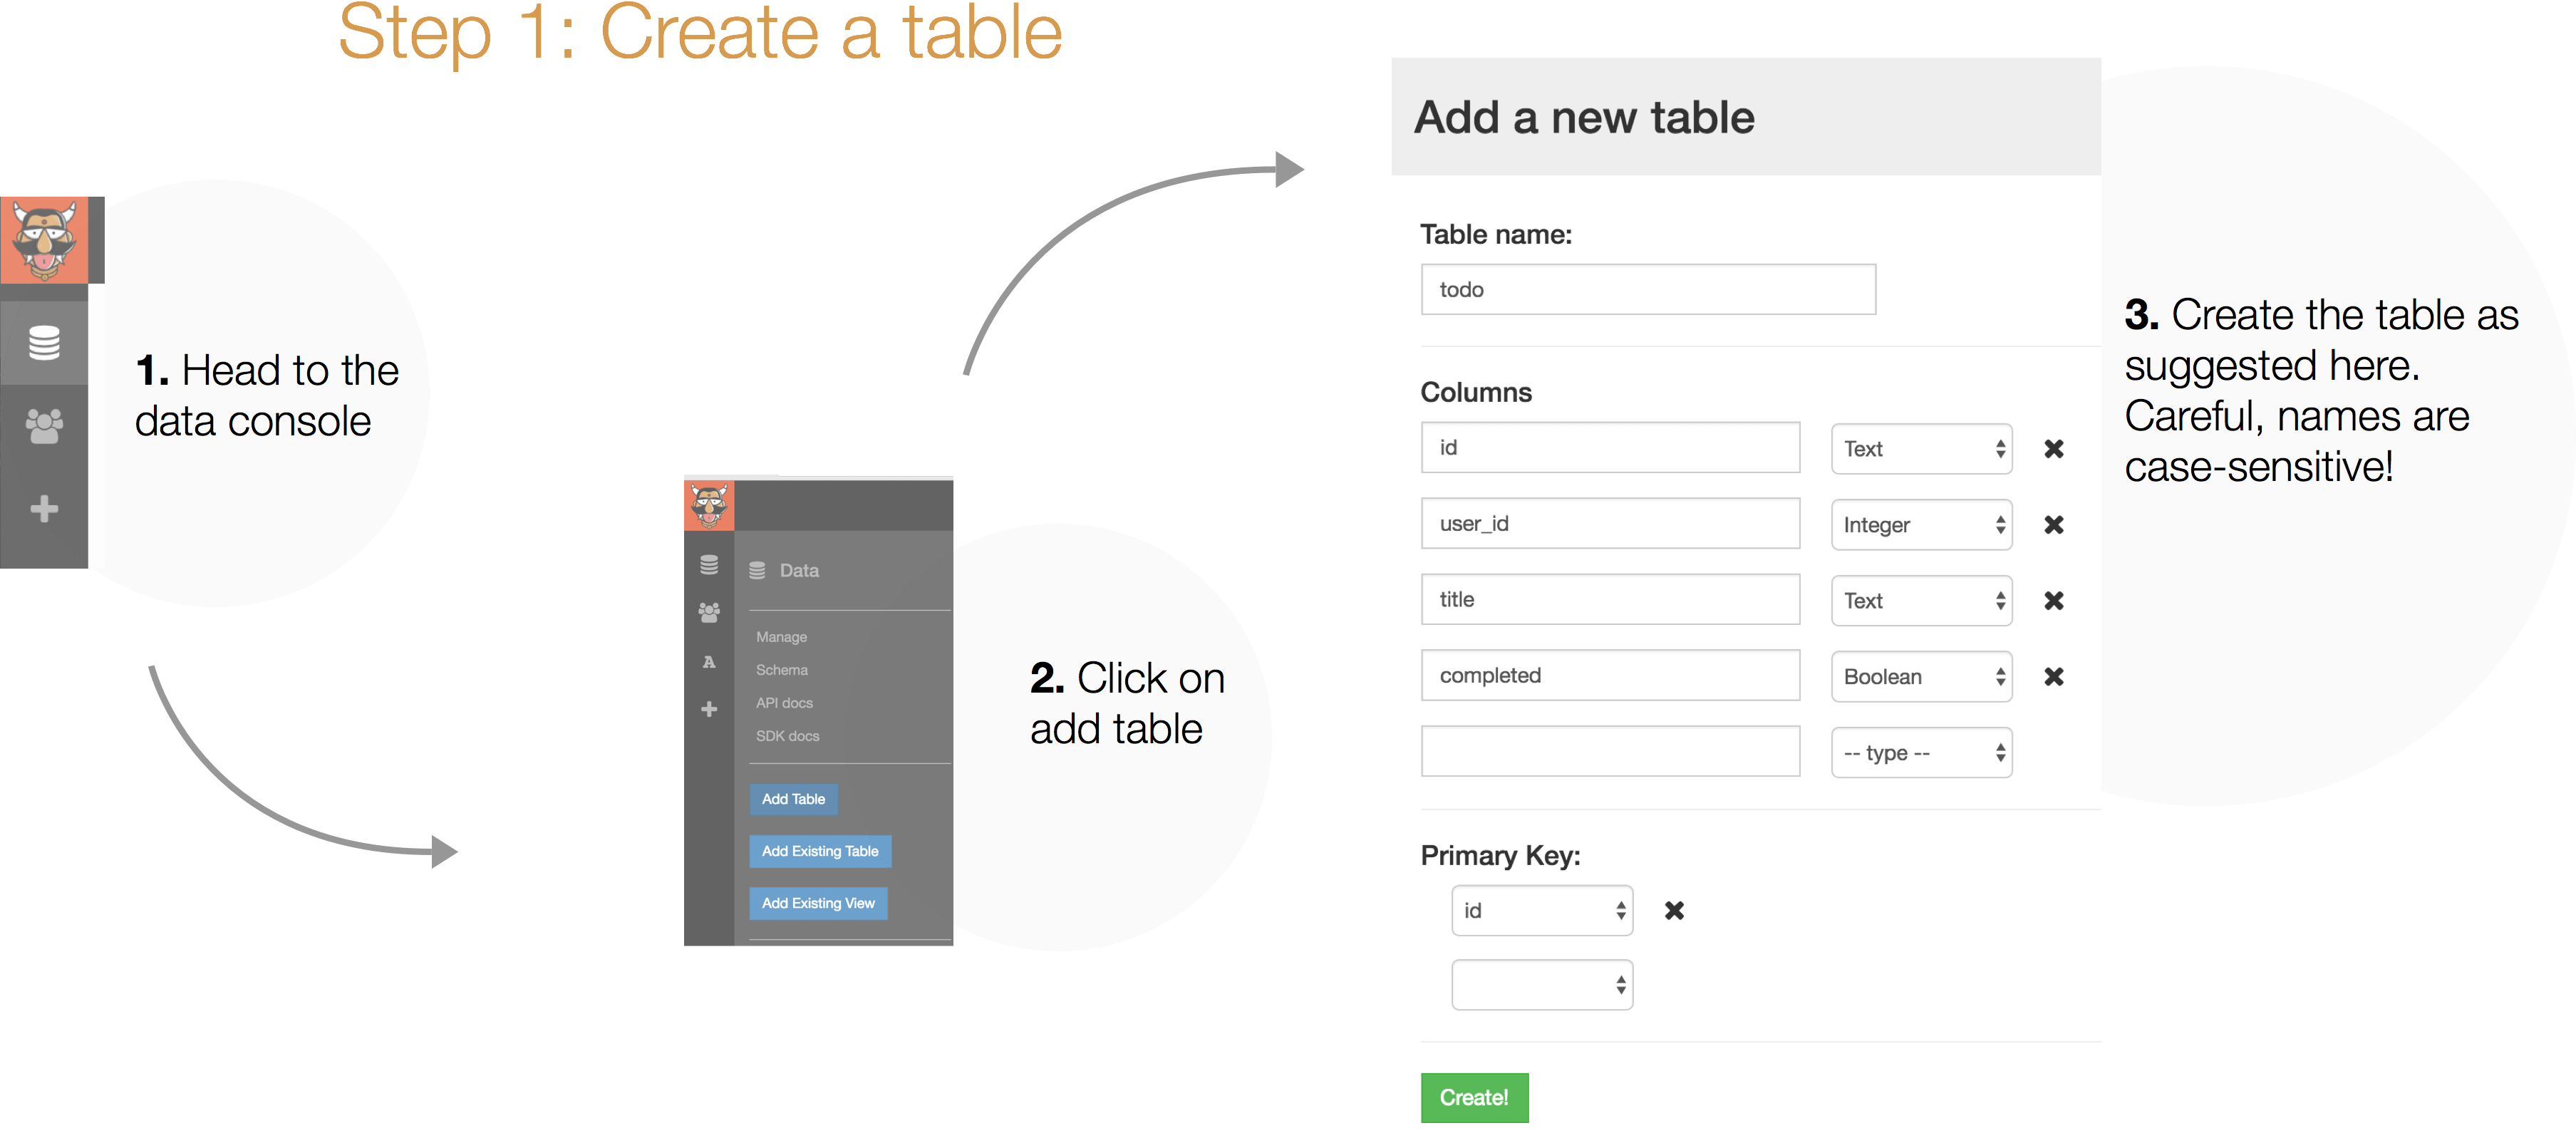 Step 1: Create a table
1. Head to the
data console
Data
Manage
Schema
API docs
SDK docs
Add Table
Add Existing Table
Add Existing View
2. Click on
add table
Add a new table
Table name:
todo
Columns
id Text
user_id Integer
title Text
completed Boolean
-- type --
Primary Key:
id
Create!
3. Create the table as
suggested here.
Careful, names are
case-sensitive!